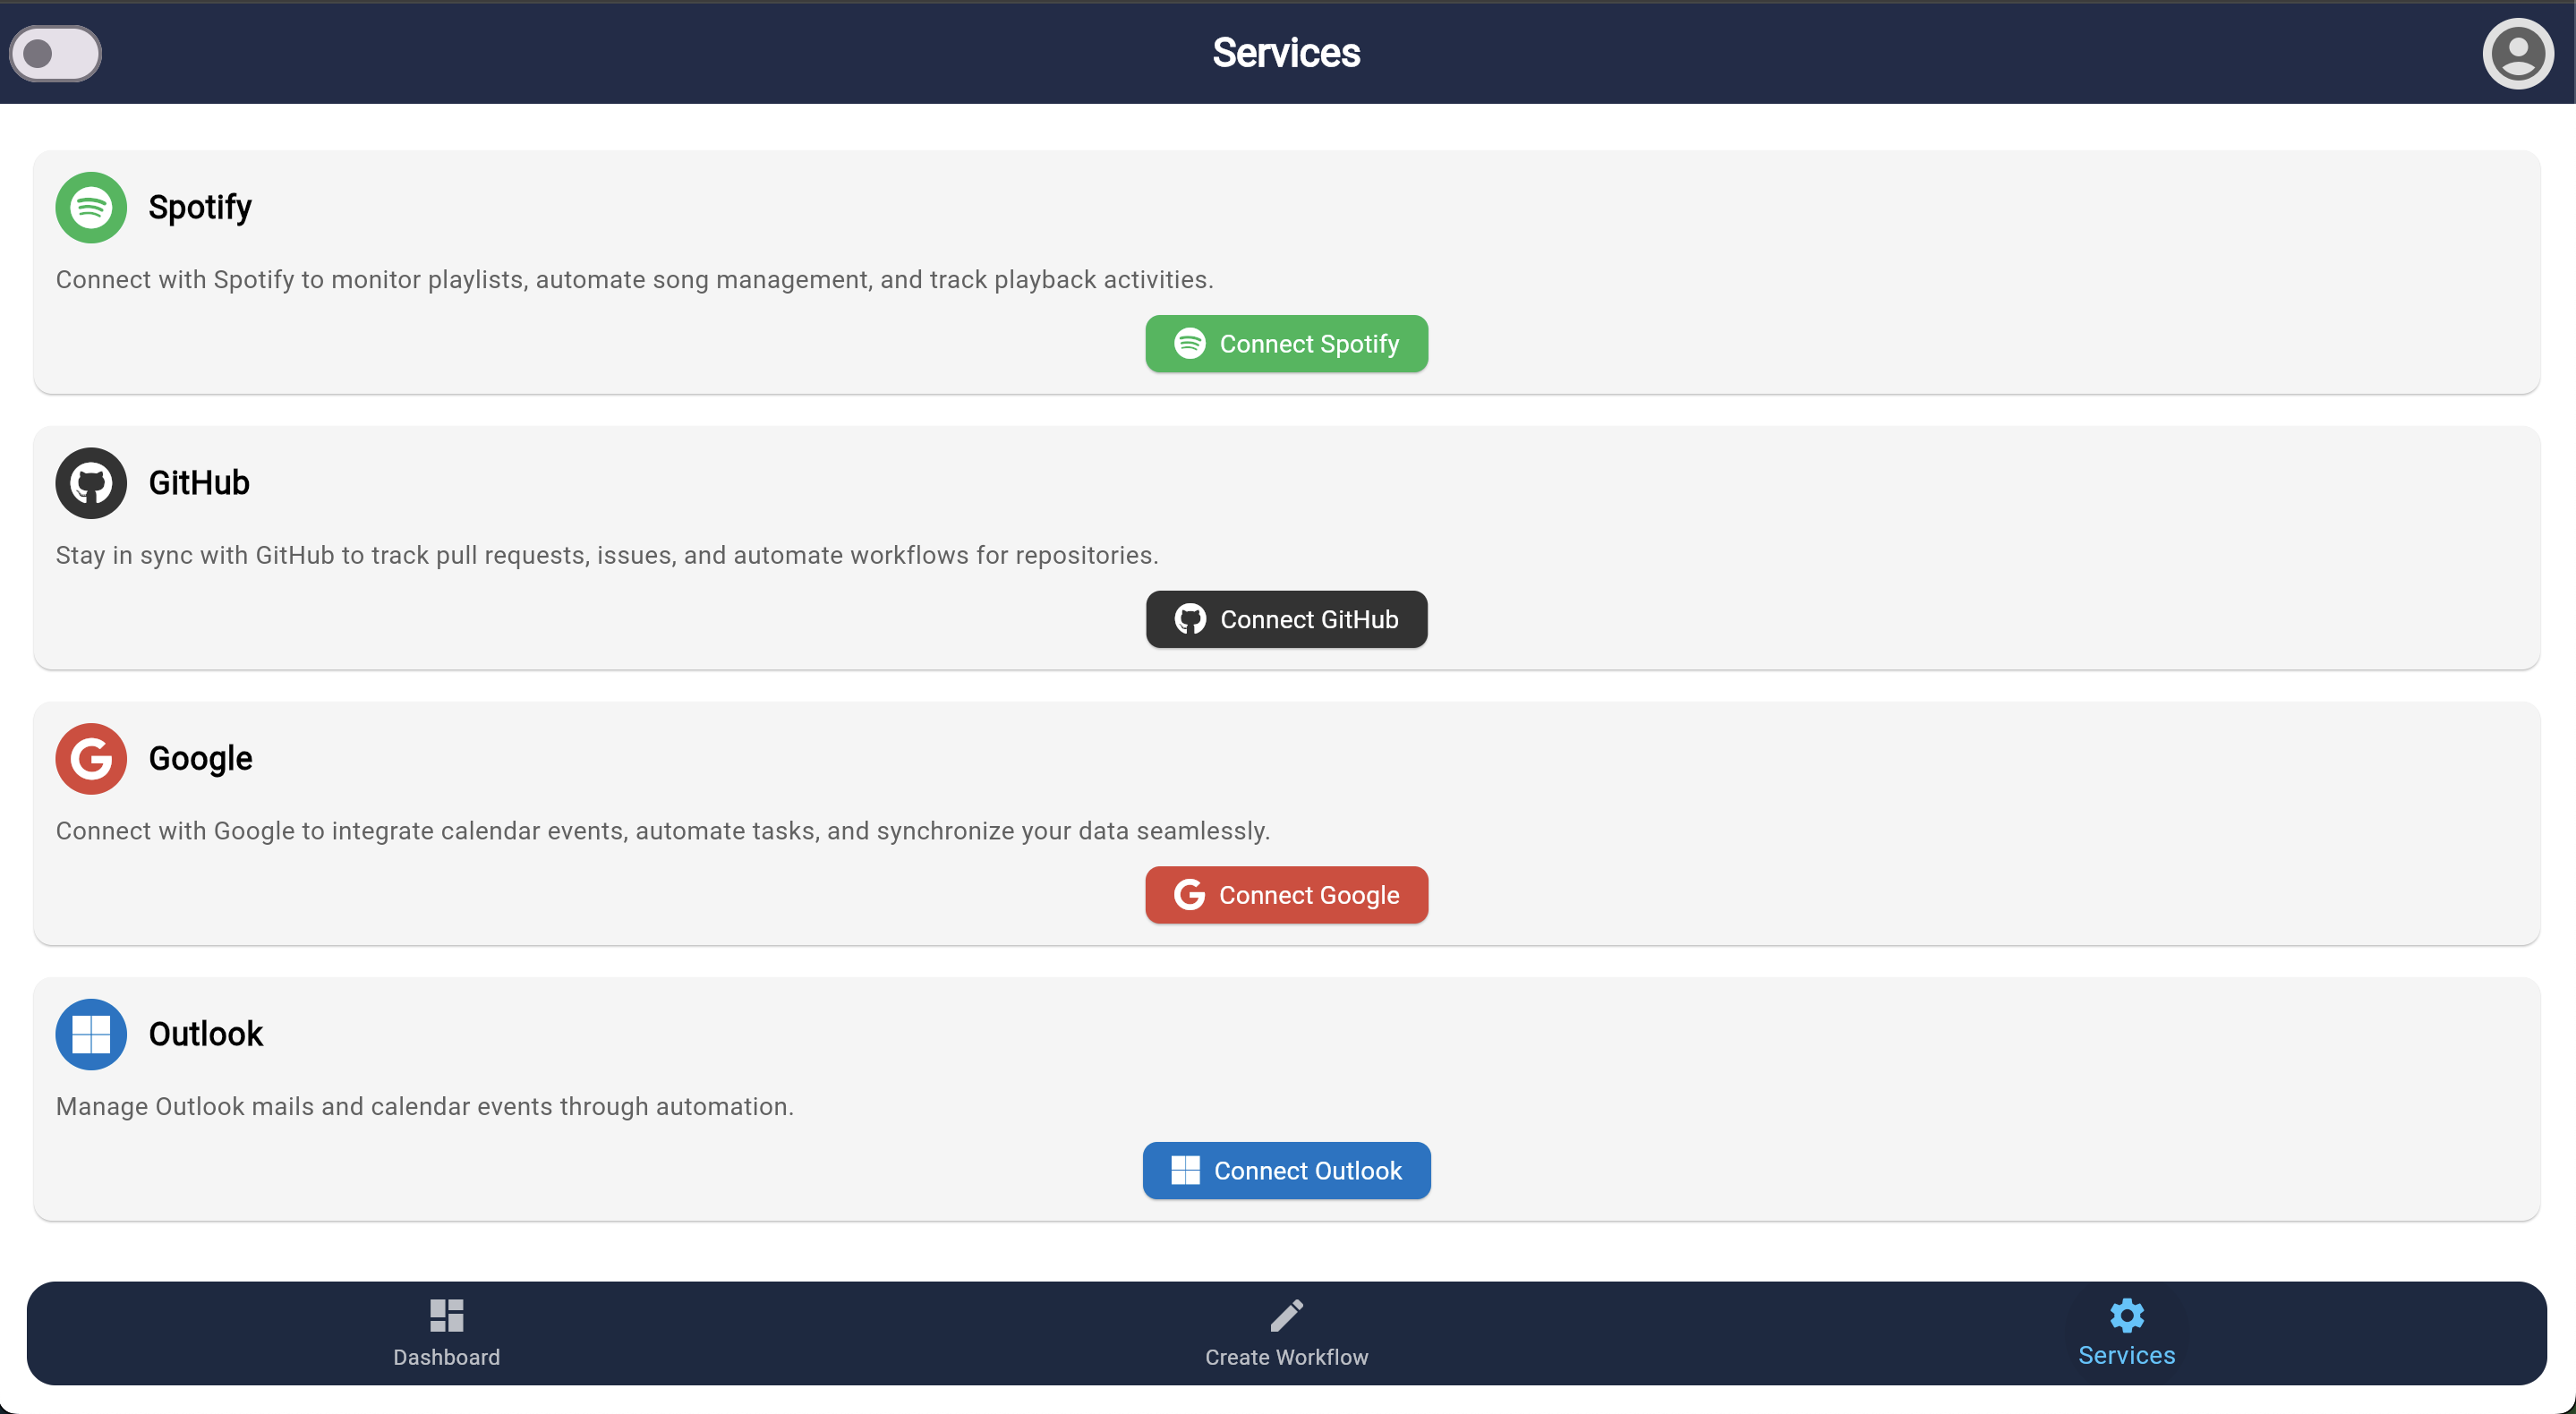 Services
Spotify
Connect with Spotify to monitor playlists, automate song management, and track playback activities.
Connect Spotify
GitHub
Stay in sync with GitHub to track pull requests, issues, and automate workflows for repositories.
Connect GitHub
Google
Connect with Google to integrate calendar events, automate tasks, and synchronize your data seamlessly.
Connect Google
Outlook
Manage Outlook mails and calendar events through automation.
Connect Outlook
Dashboard
Create Workflow
Services